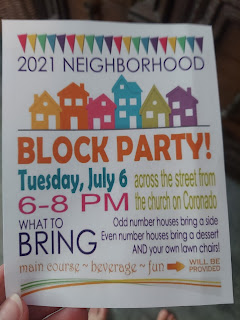 2021 NEIGHBORHOOD
BLOCK PARTY!
Tuesday, July 6
6-8 PM
across the street from
the church on Coronado
WHAT TO
BRING
Odd number houses bring a side
Even number houses bring a dessert
AND your own lawn chairs!
main course ~ beverage ~ fun
WILL BE
PROVIDED